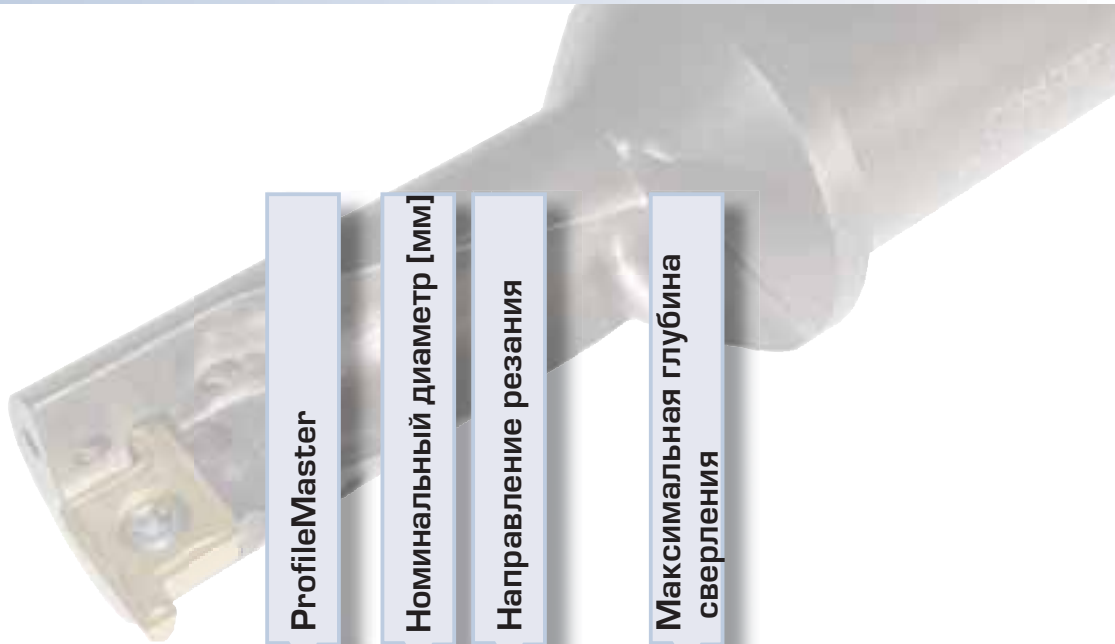 ProfileMaster
Номинальный диаметр [мм]
Направление резания
Максимальная глубина
сверления